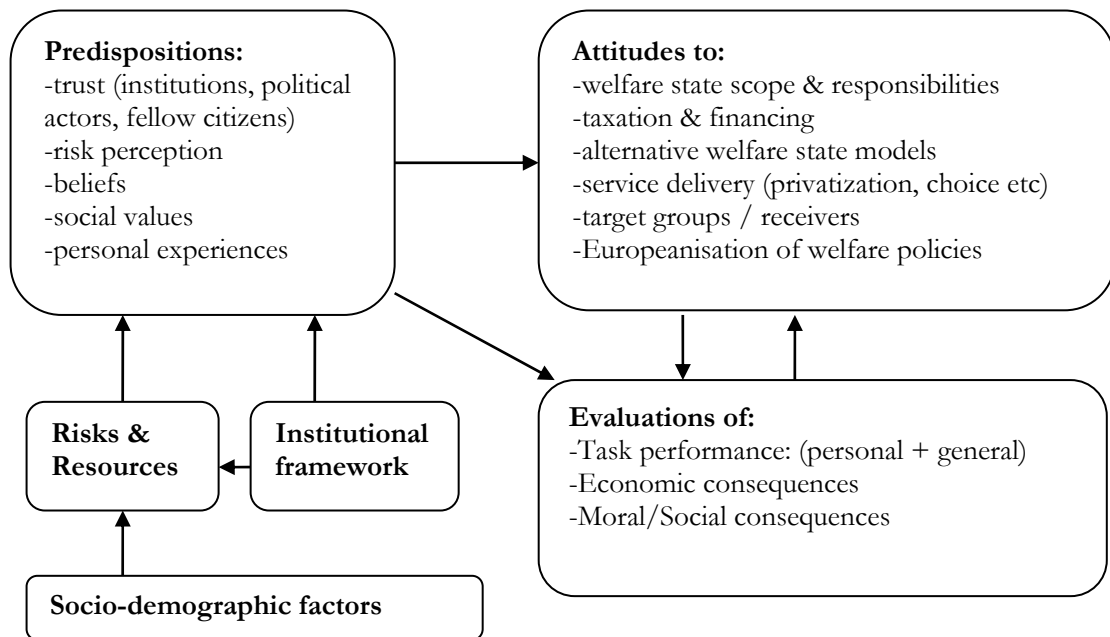 Predispositions:
-trust (institutions, political
actors, fellow citizens)
-risk perception
-beliefs
-social values
-personal experiences
Attitudes to:
-welfare state scope & responsibilities
-taxation & financing
-alternative welfare state models
-service delivery (privatization, choice etc)
-target groups / receivers
-Europeanisation of welfare policies
Risks &
Resources
Institutional
framework
Evaluations of:
-Task performance: (personal + general)
-Economic consequences
-Moral/Social consequences
Socio-demographic factors